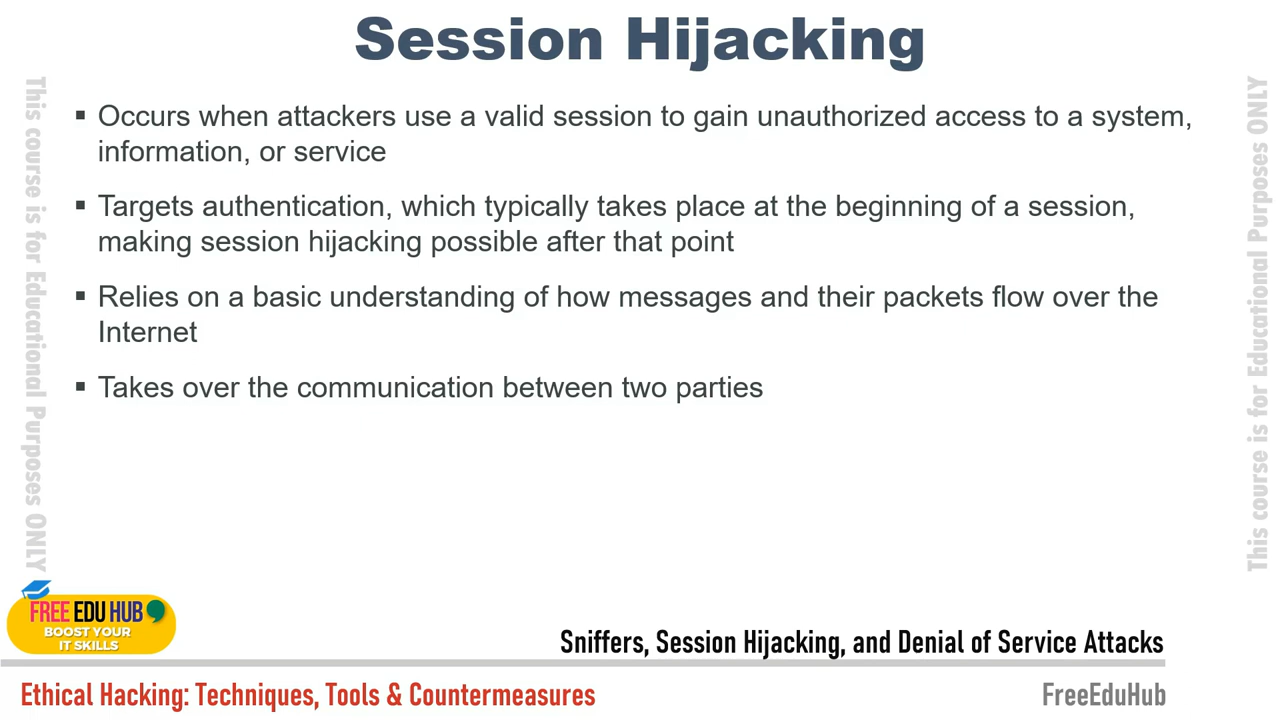 Session Hijacking
▪ Occurs when attackers use a valid session to gain unauthorized access to a system,
information, or service
▪ Targets authentication, which typically takes place at the beginning of a session,
making session hijacking possible after that point
▪ Relies on a basic understanding of how messages and their packets flow over the
Internet
▪ Takes over the communication between two parties
This course is for Educational Purposes ONLY
This course is for Educational Purposes ONLY
FREE EDU HUB
BOOST YOUR
IT SKILLS
Sniffers, Session Hijacking, and Denial of Service Attacks
Ethical Hacking: Techniques, Tools & Countermeasures
FreeEduHub